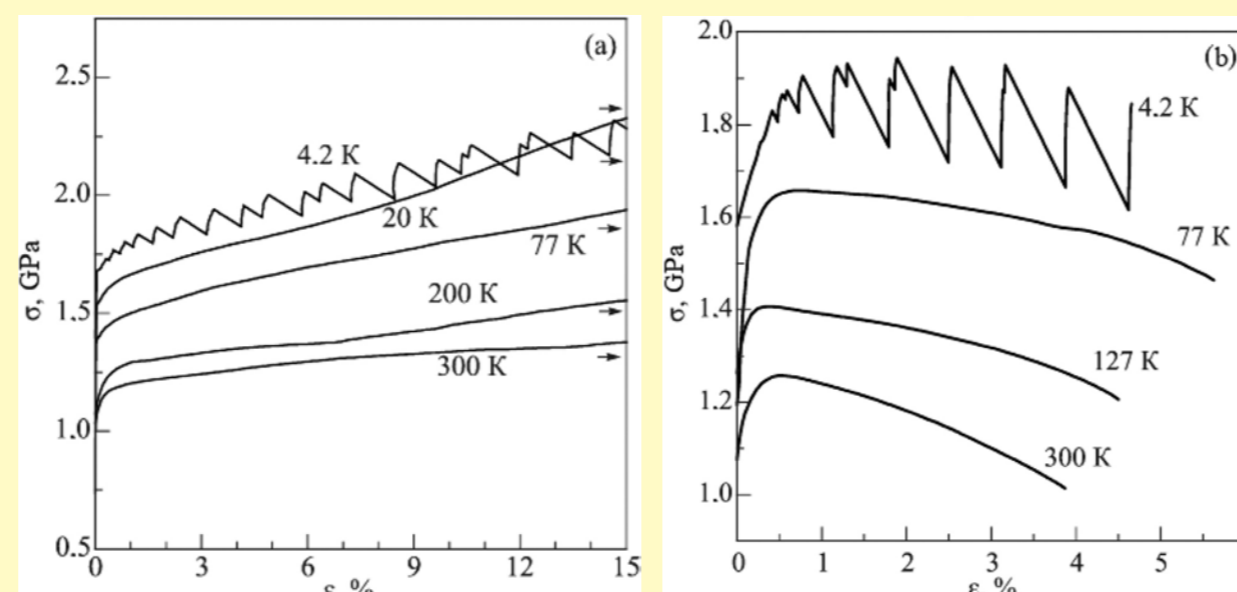 (a)
2.5
2.0
1.5
1.0
0.5
σ, GPa
4.2 K
20 K
77 K
200 K
300 K
0 3 6 9 12 15
ε, %
(b)
2.0
1.8
1.6
1.4
1.2
1.0
σ, GPa
4.2 K
77 K
127 K
300 K
0 1 2 3 4 5
ε, %